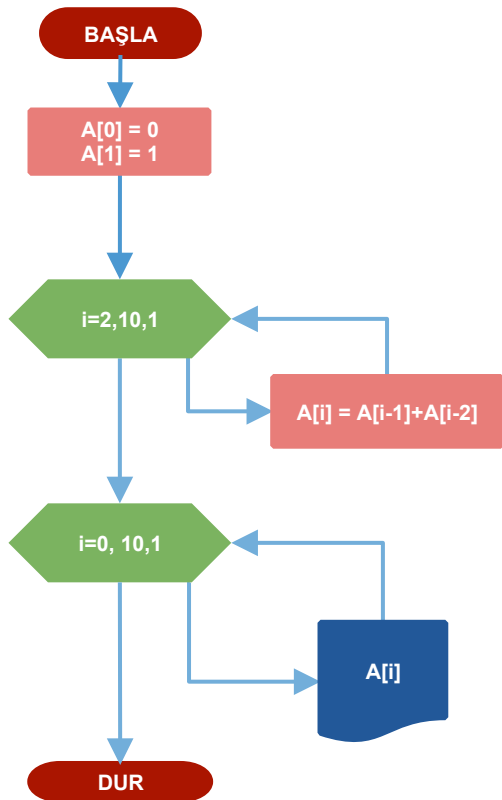 BAŞLA
A[0] = 0
A[1] = 1
i=2,10,1
A[i] = A[i-1]+A[i-2]
i=0, 10,1
A[i]
DUR